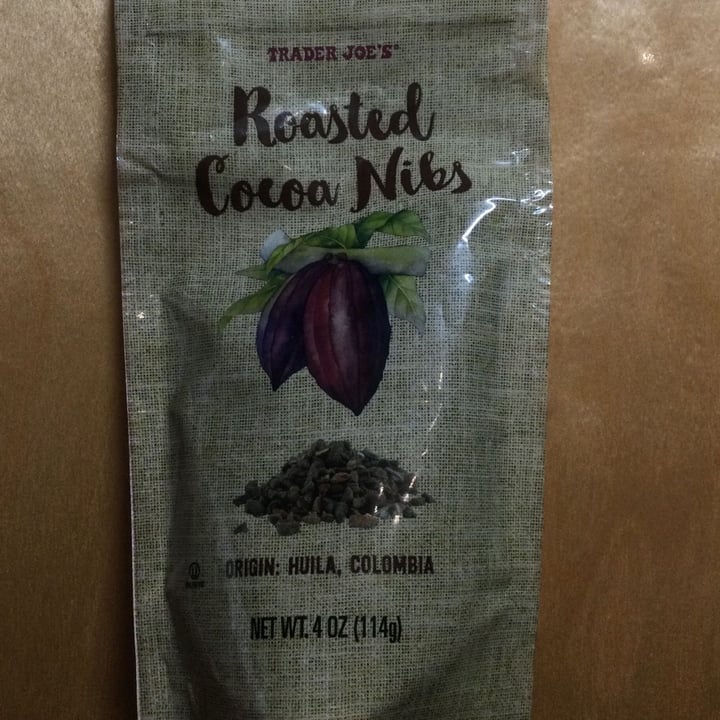 TRADER JOE'S®
Roasted
Cocoa Nibs
ORIGIN: HUILA, COLOMBIA
NET WT. 4 OZ (114g)